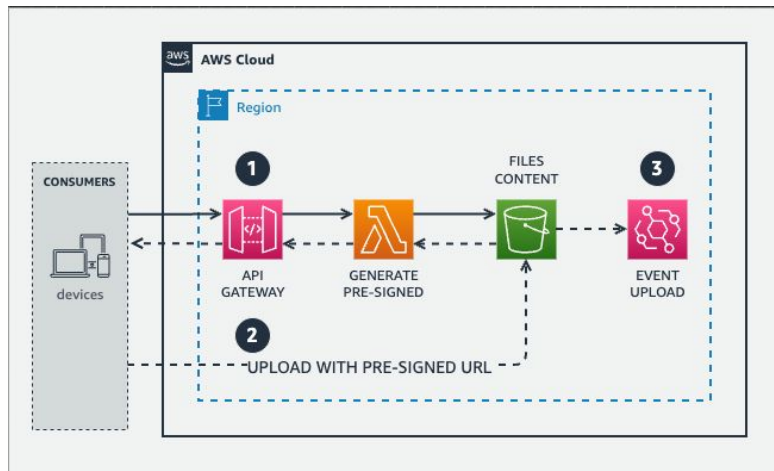 aws
AWS Cloud
Region
CONSUMERS
devices
1
</>
API
GATEWAY
GENERATE
PRE-SIGNED
FILES
CONTENT
3
EVENT
UPLOAD
2
UPLOAD WITH PRE-SIGNED URL